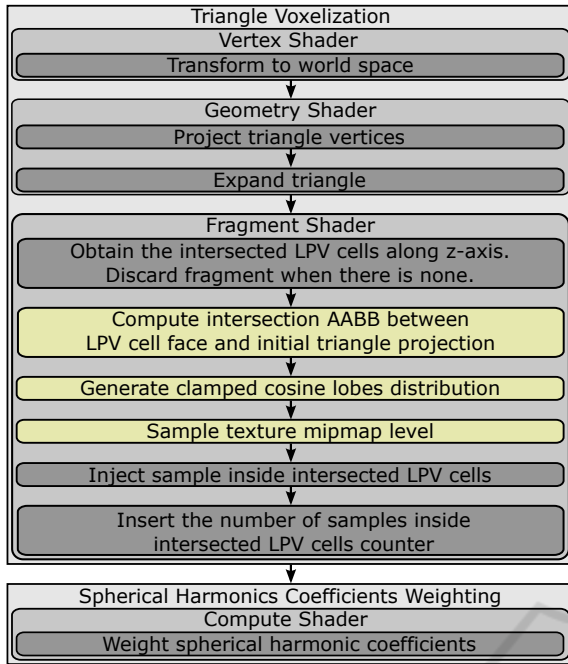 Triangle Voxelization
Vertex Shader
Transform to world space
Geometry Shader
Project triangle vertices
Expand triangle
Fragment Shader
Obtain the intersected LPV cells along z-axis.
Discard fragment when there is none.
Compute intersection AABB between
LPV cell face and initial triangle projection
Generate clamped cosine lobes distribution
Sample texture mipmap level
Inject sample inside intersected LPV cells
Insert the number of samples inside
intersected LPV cells counter
Spherical Harmonics Coefficients Weighting
Compute Shader
Weight spherical harmonic coefficients